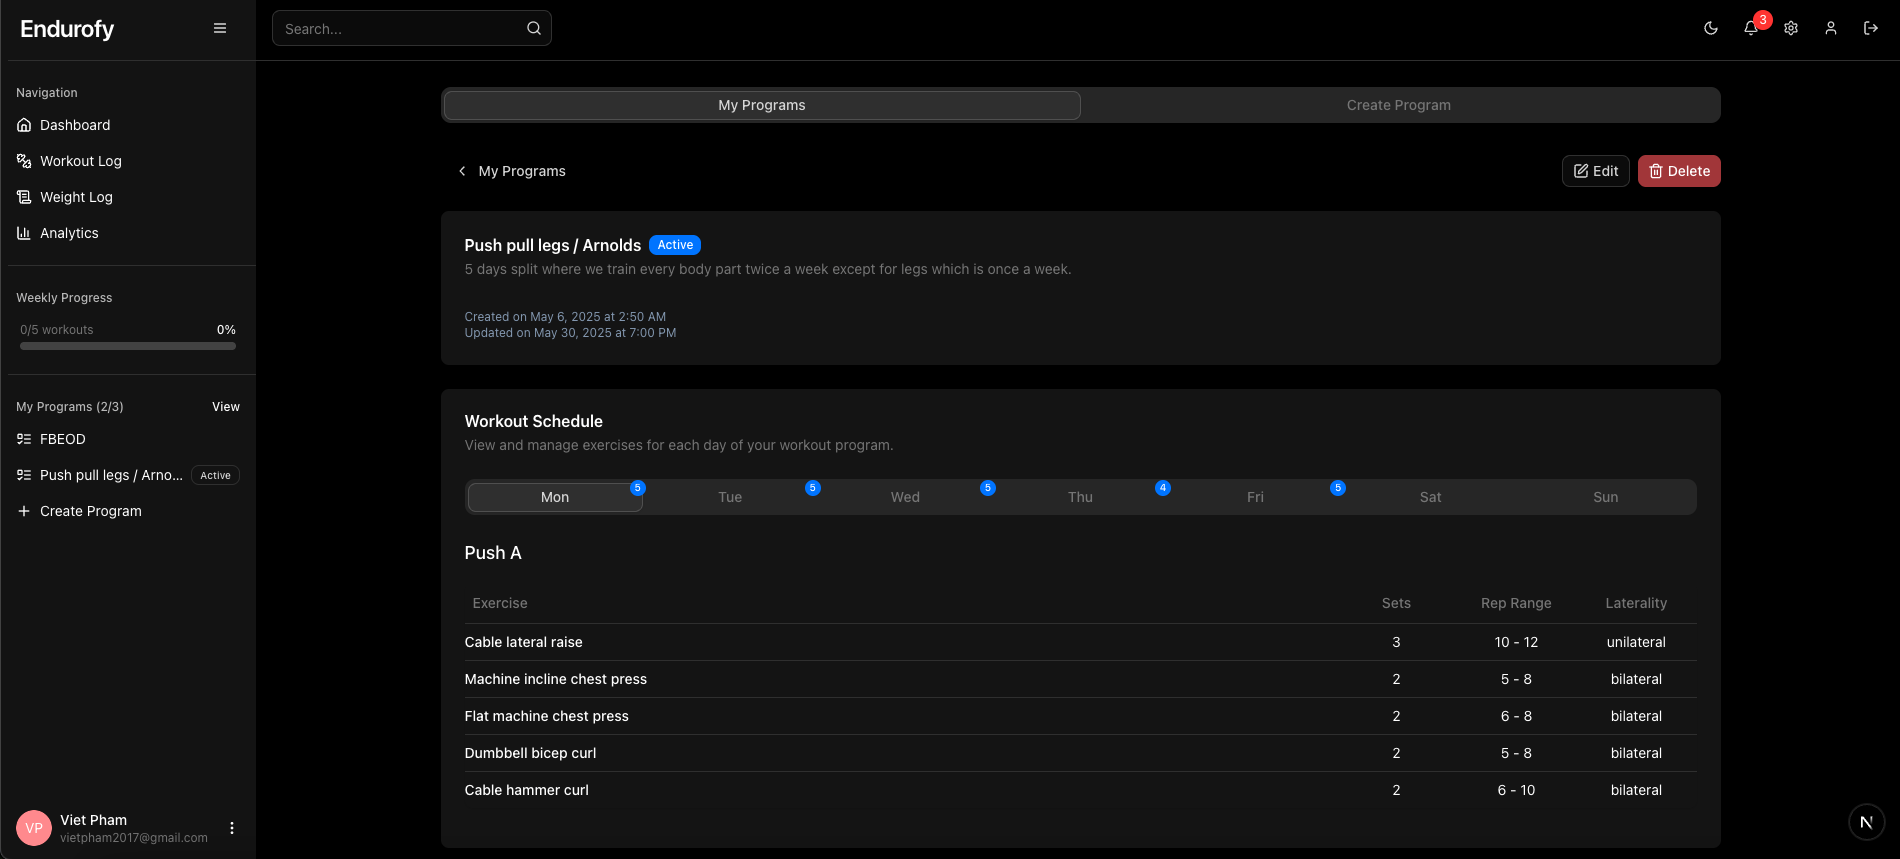 Endurofy
Search...
3
Navigation
Dashboard
Workout Log
Weight Log
Analytics
Weekly Progress
0/5 workouts 0%
My Programs (2/3) View
FBEOD
Push pull legs / Arno... Active
Create Program
VP
Viet Pham
vietpham2017@gmail.com
My Programs Create Program
My Programs Edit Delete
Push pull legs / Arnolds Active
5 days split where we train every body part twice a week except for legs which is once a week.
Created on May 6, 2025 at 2:50 AM
Updated on May 30, 2025 at 7:00 PM
Workout Schedule
View and manage exercises for each day of your workout program.
Mon 5 Tue 5 Wed 5 Thu 4 Fri 5 Sat Sun
Push A
Exercise Sets Rep Range Laterality
Cable lateral raise 3 10 - 12 unilateral
Machine incline chest press 2 5 - 8 bilateral
Flat machine chest press 2 6 - 8 bilateral
Dumbbell bicep curl 2 5 - 8 bilateral
Cable hammer curl 2 6 - 10 bilateral
N